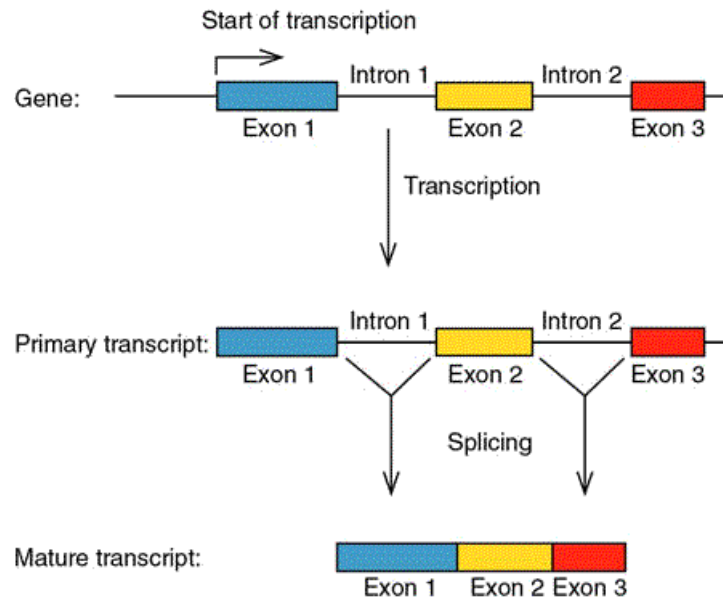 Start of transcription
Gene:
Intron 1
Intron 2
Exon 1
Exon 2
Exon 3
Transcription
Primary transcript:
Intron 1
Intron 2
Exon 1
Exon 2
Exon 3
Splicing
Mature transcript:
Exon 1
Exon 2
Exon 3